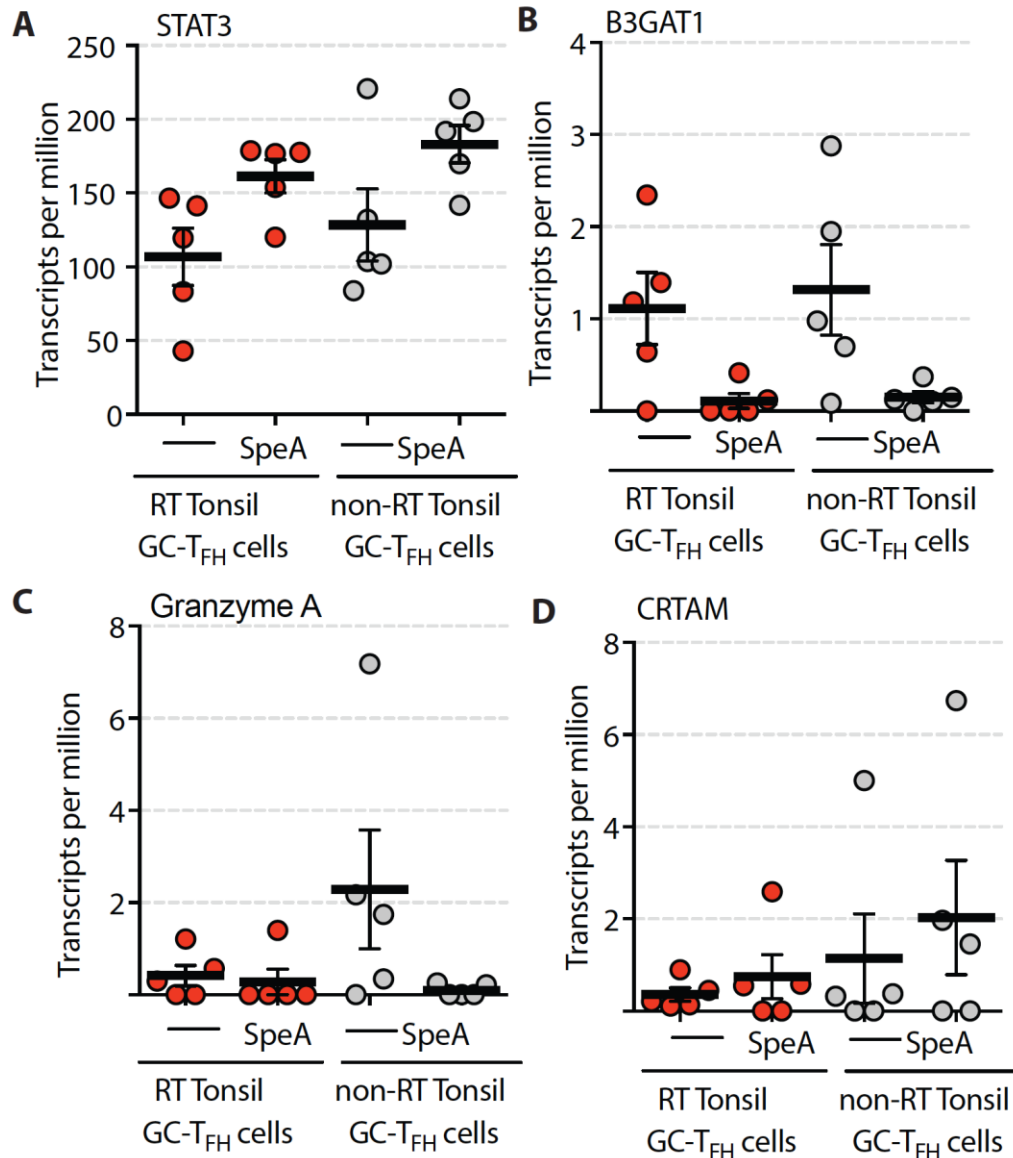 A
STAT3
Transcripts per million
250
200
150
100
50
0
— SpeA — SpeA
RT Tonsil non-RT Tonsil
GC-TFH cells GC-TFH cells
B
B3GAT1
Transcripts per million
4
3
2
1
— SpeA — SpeA
RT Tonsil non-RT Tonsil
GC-TFH cells GC-TFH cells
C
Granzyme A
Transcripts per million
8
6
4
2
— SpeA — SpeA
RT Tonsil non-RT Tonsil
GC-TFH cells GC-TFH cells
D
CRTAM
Transcripts per million
8
6
4
2
— SpeA — SpeA
RT Tonsil non-RT Tonsil
GC-TFH cells GC-TFH cells